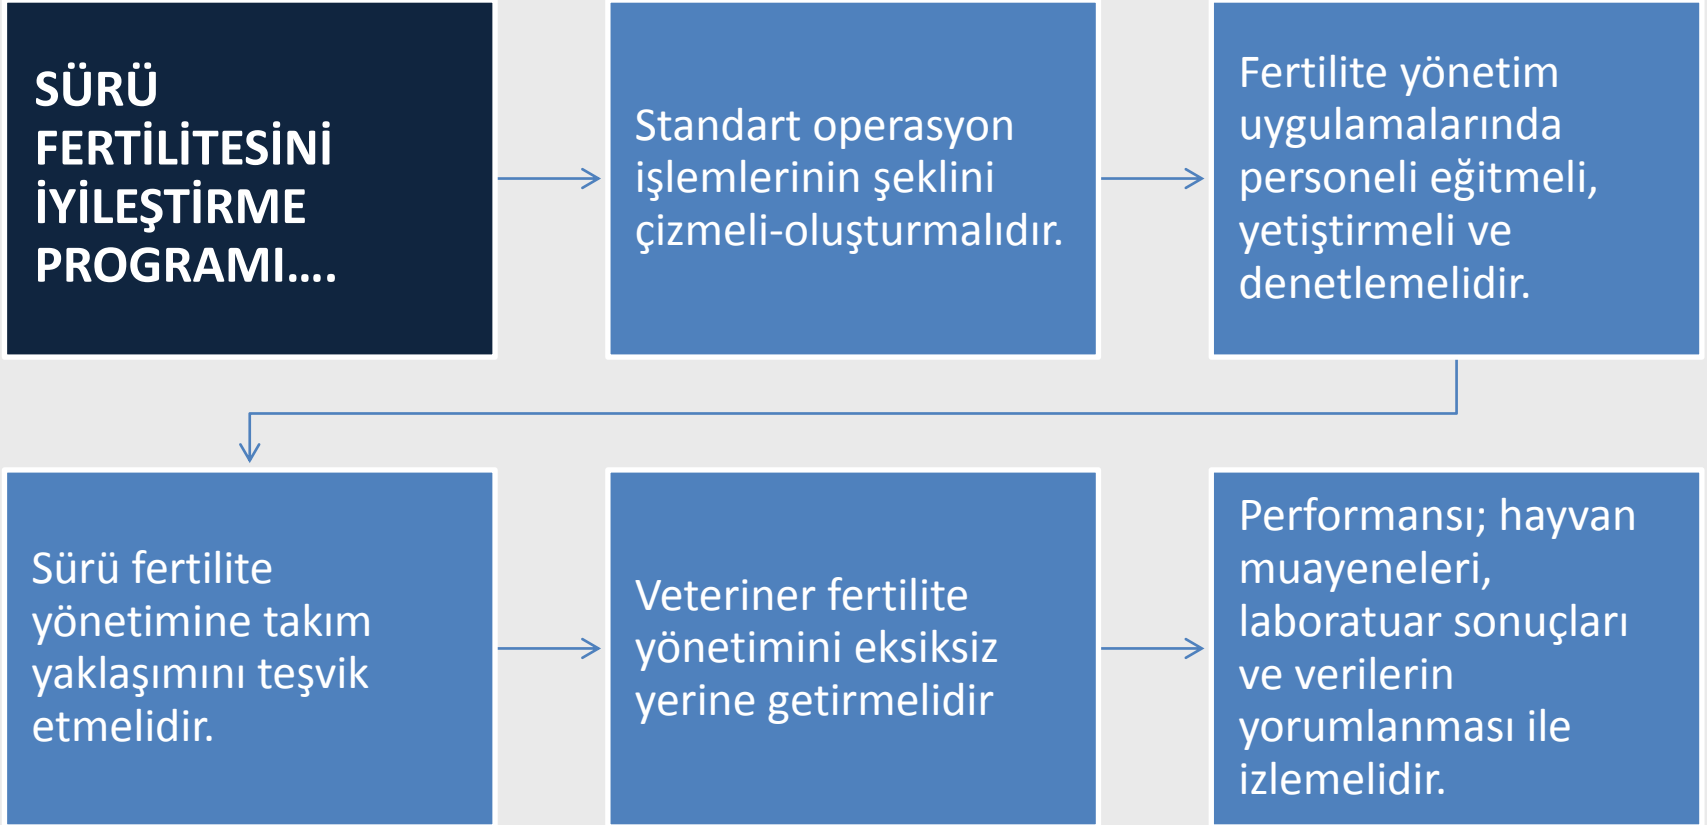 SÜRÜ
FERTİLİTESİNİ
İYİLEŞTİRME
PROGRAMI….
Standart operasyon
işlemlerinin şeklini
çizmeli-oluşturmalıdır.
Fertilite yönetim
uygulamalarında
personeli eğitmeli,
yetiştirmeli ve
denetlemelidir.
Sürü fertilite
yönetimine takım
yaklaşımını teşvik
etmelidir.
Veteriner fertilite
yönetimini eksiksiz
yerine getirmelidir
Performansı; hayvan
muayeneleri,
laboratuar sonuçları
ve verilerin
yorumlanması ile
izlemelidir.